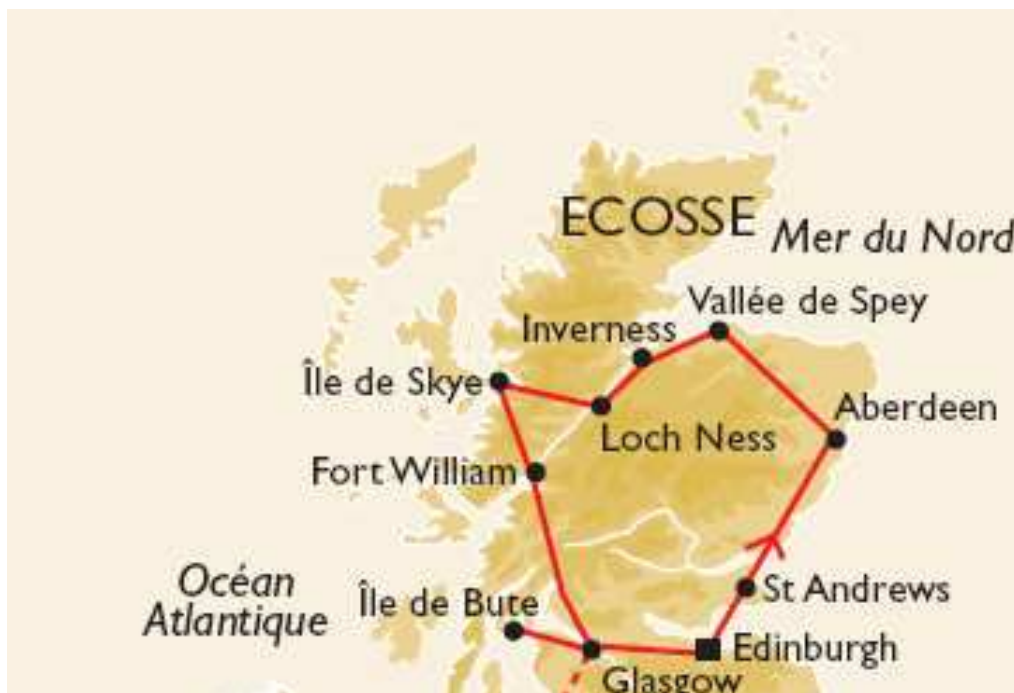 ECOSSE
Mer du Nord
Vallée de Spey
Inverness
Île de Skye
Aberdeen
Loch Ness
Fort William
Océan
Atlantique
St Andrews
Île de Bute
Edinburgh
Glasgow